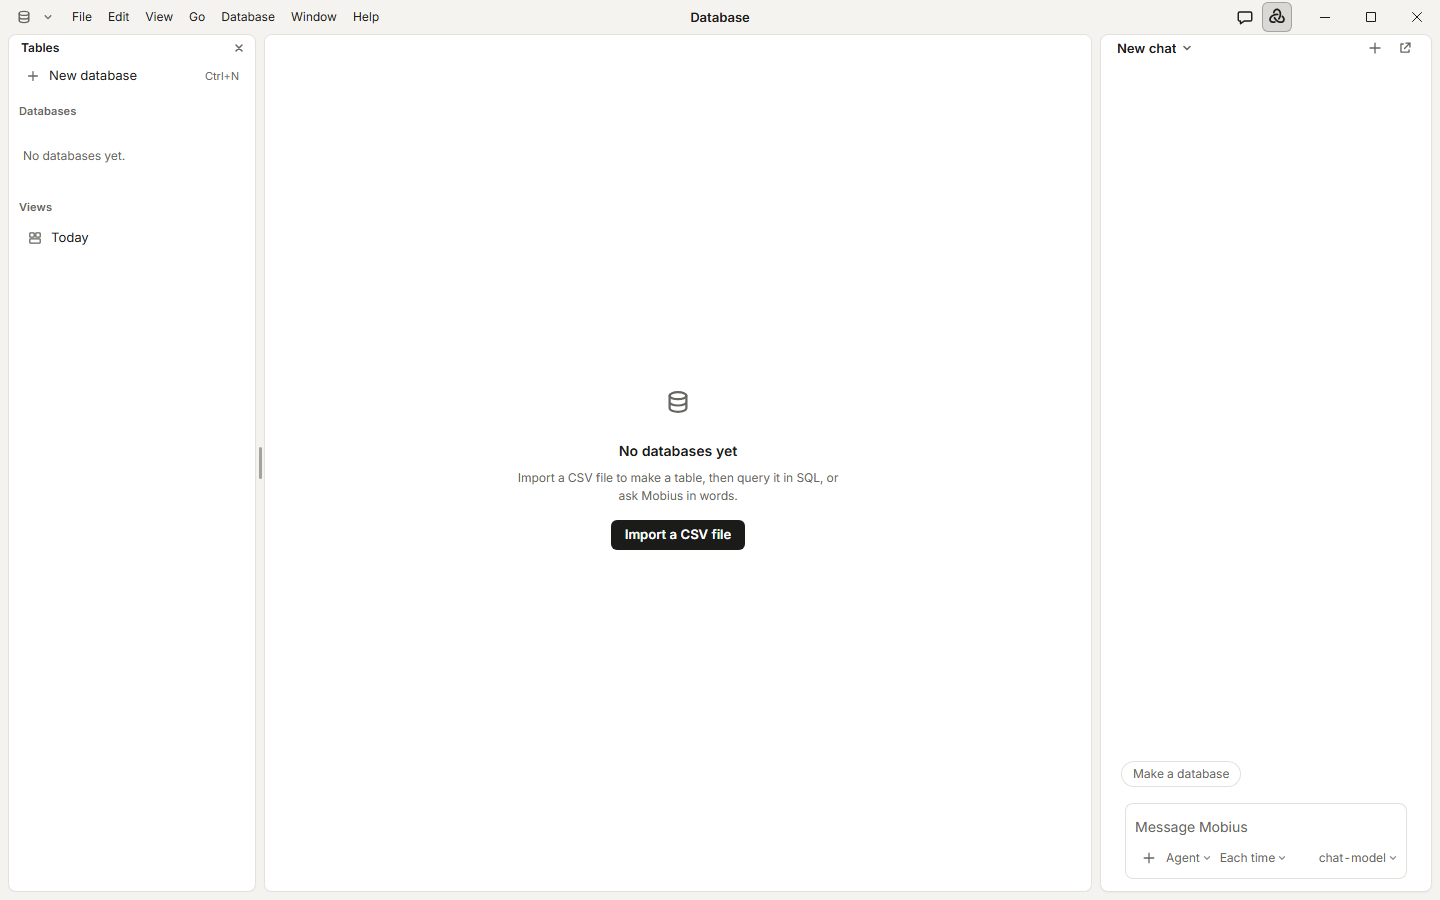 File Edit View Go Database Window Help
Database
Tables
New database Ctrl+N
Databases
No databases yet.
Views
Today
No databases yet
Import a CSV file to make a table, then query it in SQL, or
ask Mobius in words.
Import a CSV file
New chat
Make a database
Message Mobius
Agent Each time chat-model